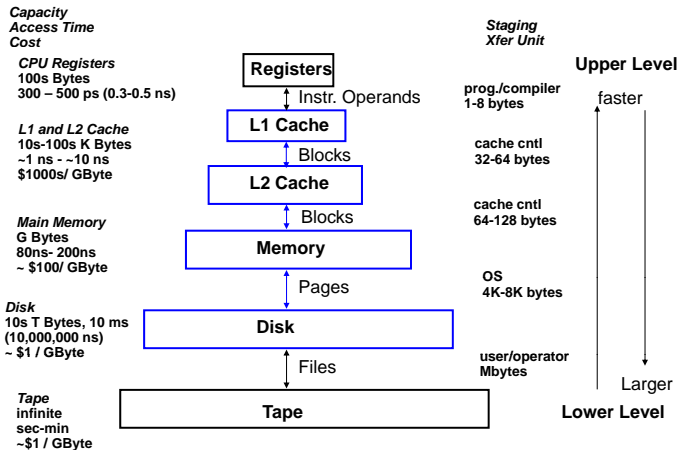 Capacity
Access Time
Cost
Staging
Xfer Unit
CPU Registers
100s Bytes
300 – 500 ps (0.3-0.5 ns)
Registers
Upper Level
Instr. Operands
prog./compiler
1-8 bytes
faster
L1 and L2 Cache
10s-100s K Bytes
~1 ns - ~10 ns
$1000s/ GByte
L1 Cache
Blocks
cache cntl
32-64 bytes
L2 Cache
Blocks
cache cntl
64-128 bytes
Main Memory
G Bytes
80ns- 200ns
~ $100/ GByte
Memory
Pages
OS
4K-8K bytes
Disk
10s T Bytes, 10 ms
(10,000,000 ns)
~ $1 / GByte
Disk
Files
user/operator
Mbytes
Larger
Tape
infinite
sec-min
~$1 / GByte
Tape
Lower Level